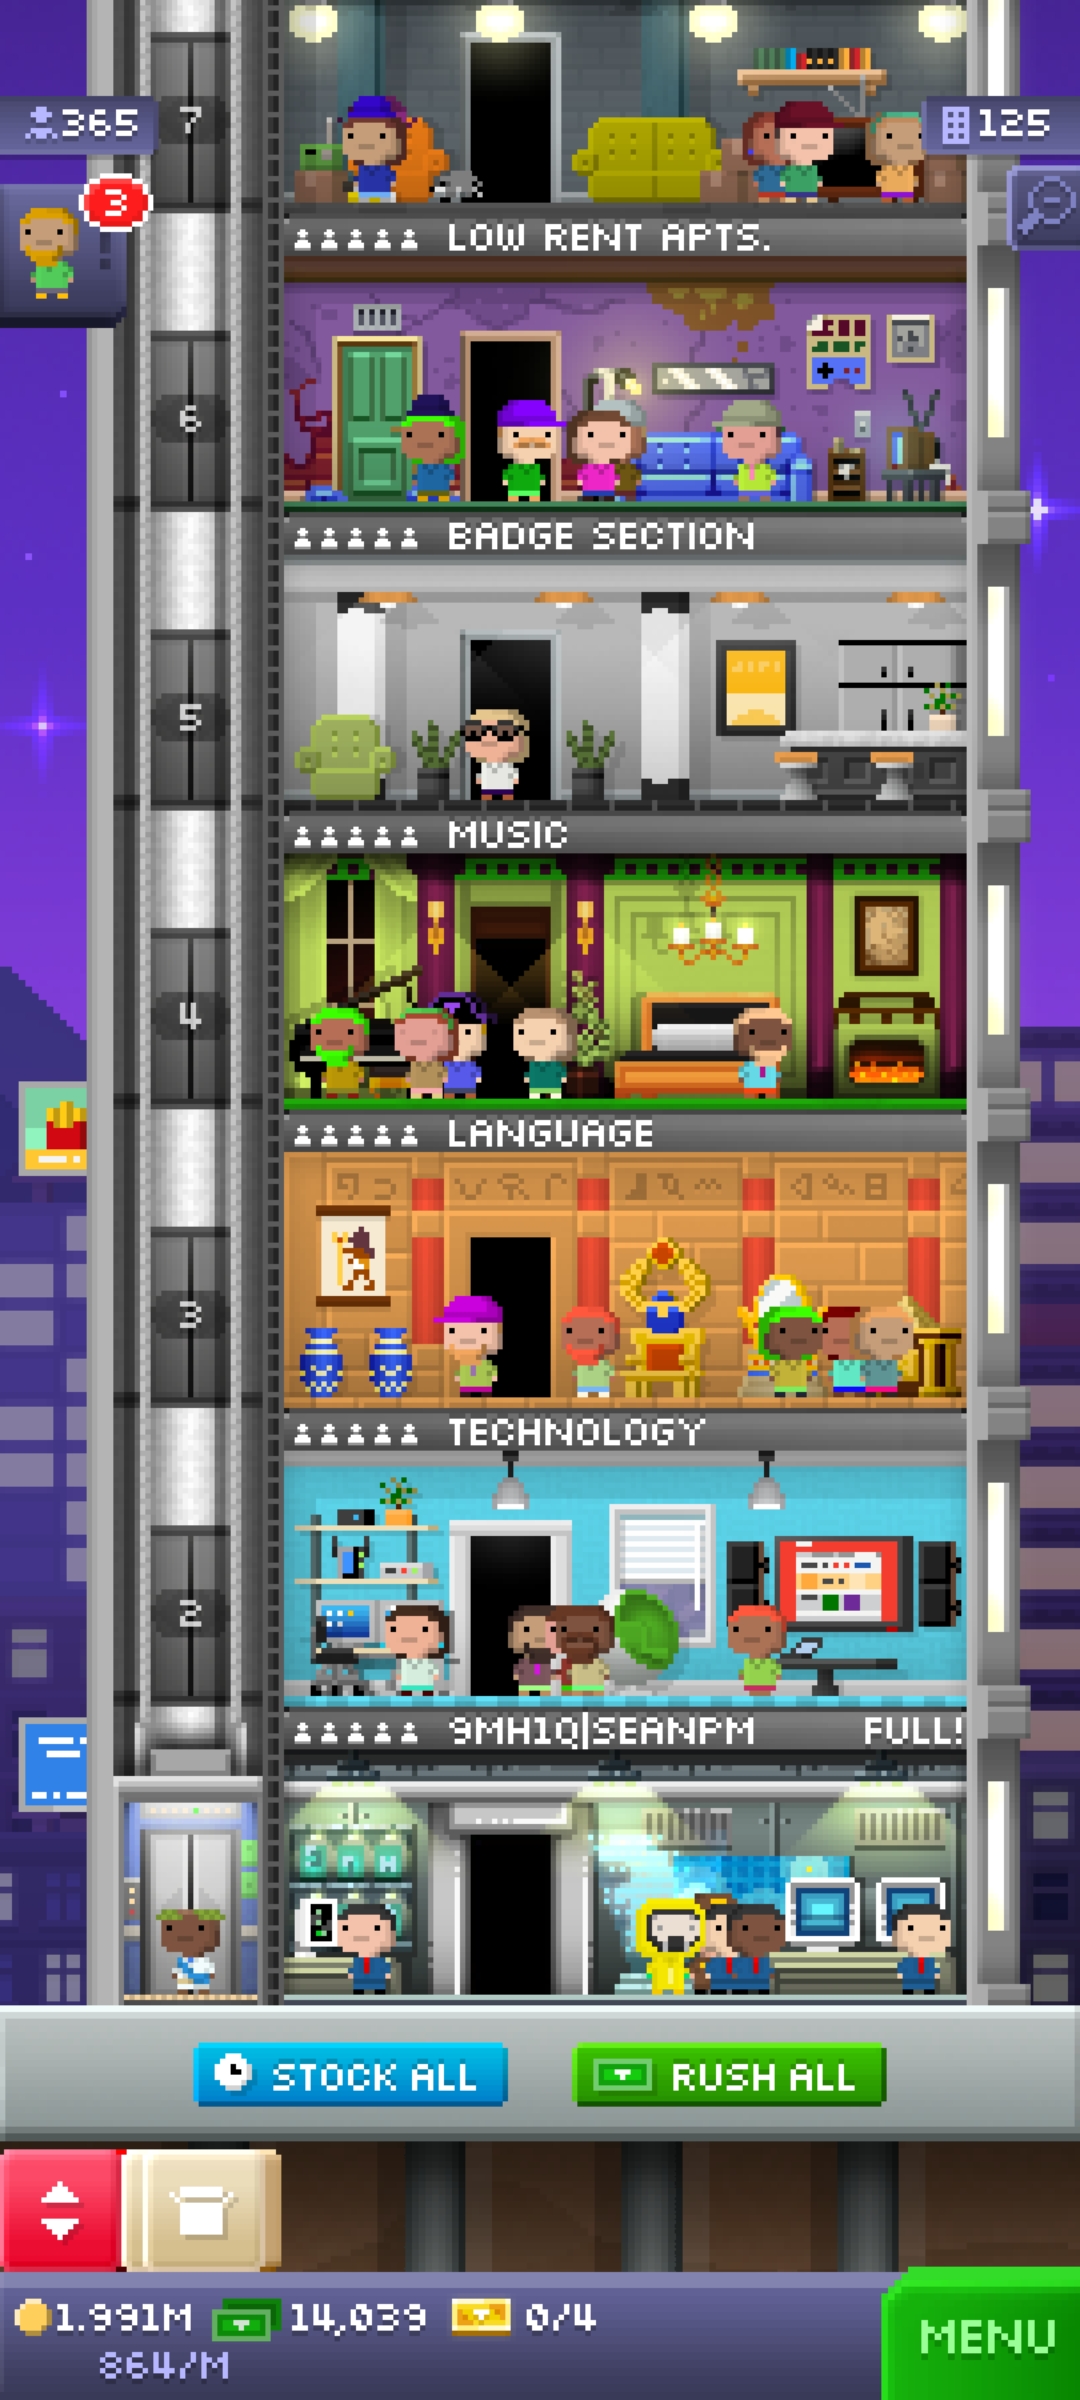 365
7
125
3
LOW RENT APTS.
6
BADGE SECTION
5
MUSIC
4
LANGUAGE
3
TECHNOLOGY
2
9MH1Q|SEANPM FULL!
STOCK ALL
RUSH ALL
1.991M
14,039
0/4
864/M
MENU